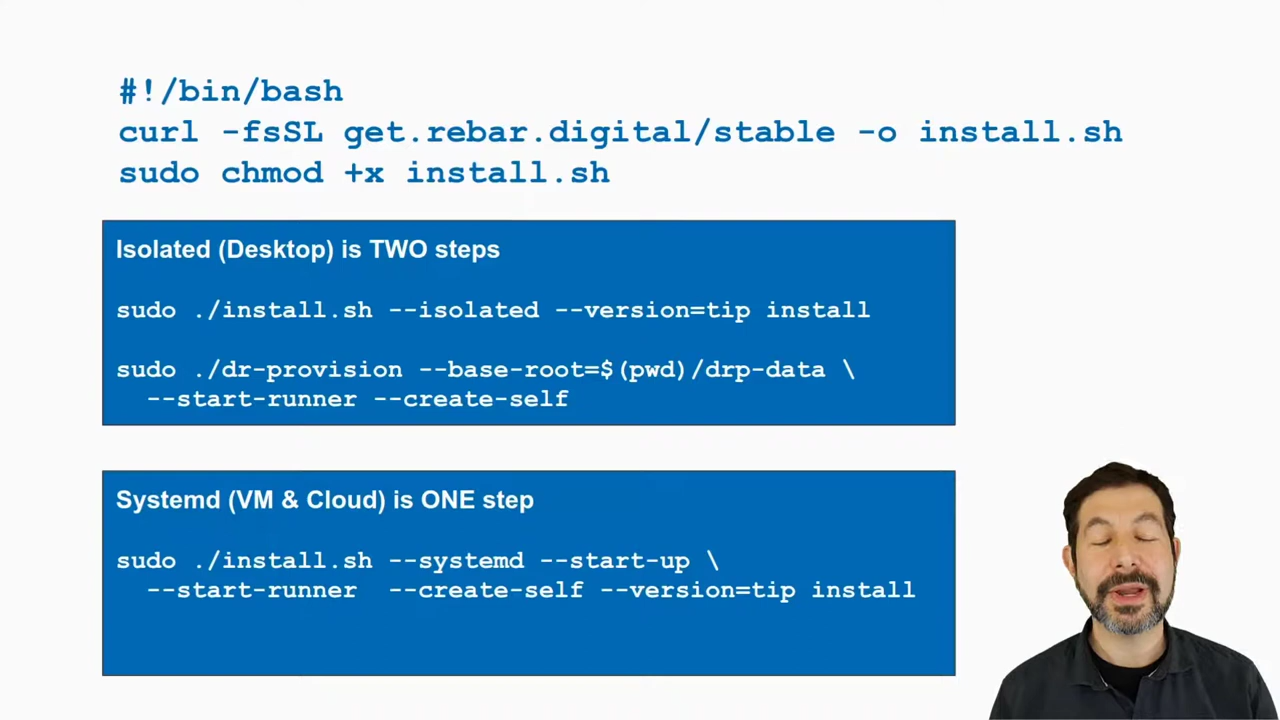 #!/bin/bash
curl -fsSL get.rebar.digital/stable -o install.sh
sudo chmod +x install.sh
Isolated (Desktop) is TWO steps
sudo ./install.sh --isolated --version=tip install
sudo ./dr-provision --base-root=$(pwd)/drp-data \
--start-runner --create-self
Systemd (VM & Cloud) is ONE step
sudo ./install.sh --systemd --start-up \
--start-runner  --create-self --version=tip install